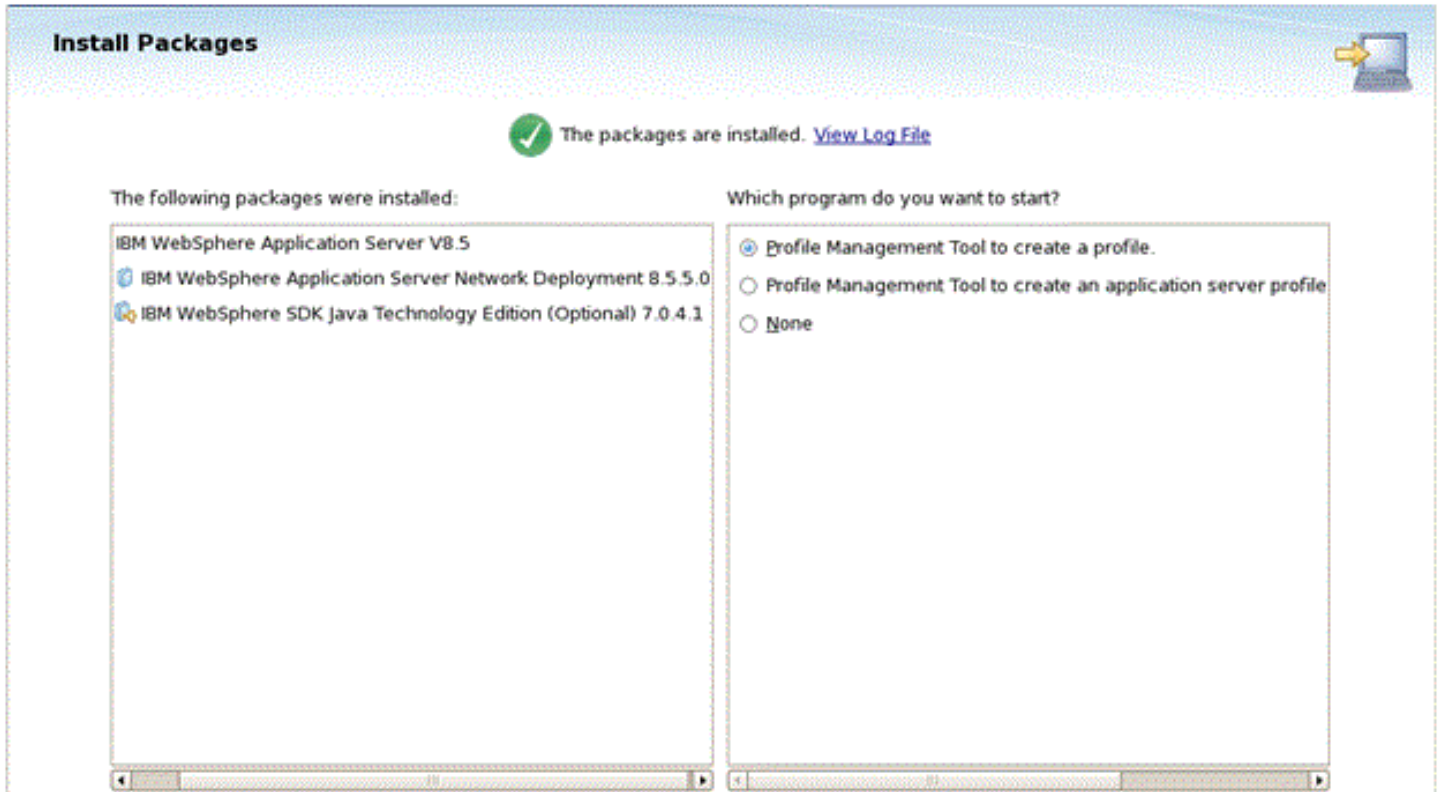 Install Packages
The packages are installed. View Log File
The following packages were installed:
IBM WebSphere Application Server V8.5
IBM WebSphere Application Server Network Deployment 8.5.5.0
IBM WebSphere SDK Java Technology Edition (Optional) 7.0.4.1
Which program do you want to start?
Profile Management Tool to create a profile.
Profile Management Tool to create an application server profile
None